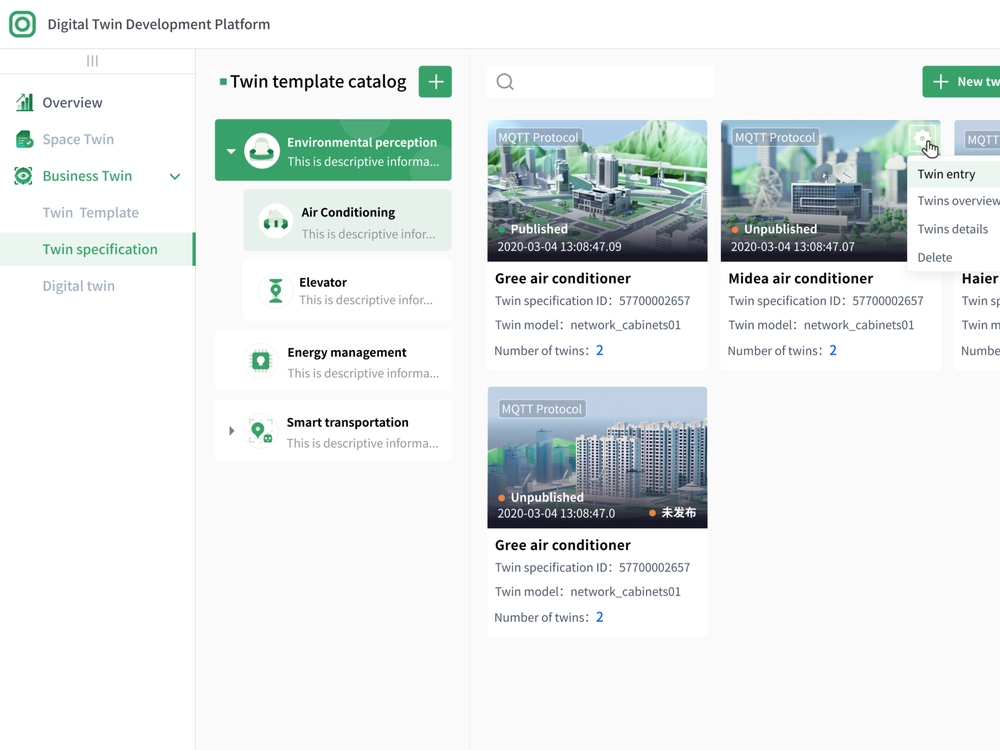 Digital Twin Development Platform
Overview
Space Twin
Business Twin
Twin Template
Twin specification
Digital twin
Twin template catalog
Environmental perception
This is descriptive informa...
Air Conditioning
This is descriptive infor...
Elevator
This is descriptive infor...
Energy management
This is descriptive informa...
Smart transportation
This is descriptive informa...
New tw
MQTT Protocol
Published
2020-03-04 13:08:47.09
Gree air conditioner
Twin specification ID：57700002657
Twin model：network_cabinets01
Number of twins：2
MQTT Protocol
Unpublished
2020-03-04 13:08:47.07
Midea air conditioner
Twin specification ID：57700002657
Twin model：network_cabinets01
Number of twins：2
Twin entry
Twins overview
Twins details
Delete
MQTT
Haier
Twin sp
Twin m
Numbe
MQTT Protocol
Unpublished
2020-03-04 13:08:47.0
未发布
Gree air conditioner
Twin specification ID：57700002657
Twin model：network_cabinets01
Number of twins：2